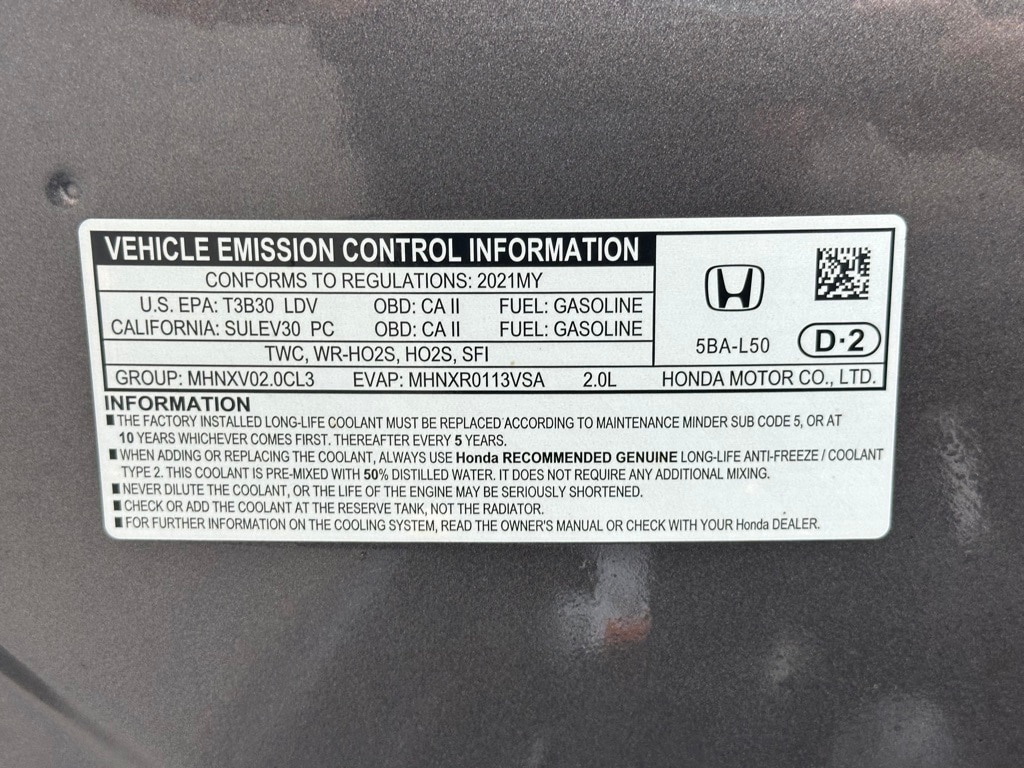 VEHICLE EMISSION CONTROL INFORMATION
CONFORMS TO REGULATIONS: 2021MY
U.S. EPA: T3B30 LDV OBD: CA II FUEL: GASOLINE
CALIFORNIA: SULEV30 PC OBD: CA II FUEL: GASOLINE
TWC, WR-HO2S, HO2S, SFI
5BA-L50 D·2
GROUP: MHNXV02.0CL3 EVAP: MHNXR0113VSA 2.0L HONDA MOTOR CO., LTD.
INFORMATION
■ THE FACTORY INSTALLED LONG-LIFE COOLANT MUST BE REPLACED ACCORDING TO MAINTENANCE MINDER SUB CODE 5, OR AT
10 YEARS WHICHEVER COMES FIRST. THEREAFTER EVERY 5 YEARS.
■ WHEN ADDING OR REPLACING THE COOLANT, ALWAYS USE Honda RECOMMENDED GENUINE LONG-LIFE ANTI-FREEZE / COOLANT
TYPE 2. THIS COOLANT IS PRE-MIXED WITH 50% DISTILLED WATER. IT DOES NOT REQUIRE ANY ADDITIONAL MIXING.
■ NEVER DILUTE THE COOLANT, OR THE LIFE OF THE ENGINE MAY BE SERIOUSLY SHORTENED.
■ CHECK OR ADD THE COOLANT AT THE RESERVE TANK, NOT THE RADIATOR.
■ FOR FURTHER INFORMATION ON THE COOLING SYSTEM, READ THE OWNER'S MANUAL OR CHECK WITH YOUR Honda DEALER.